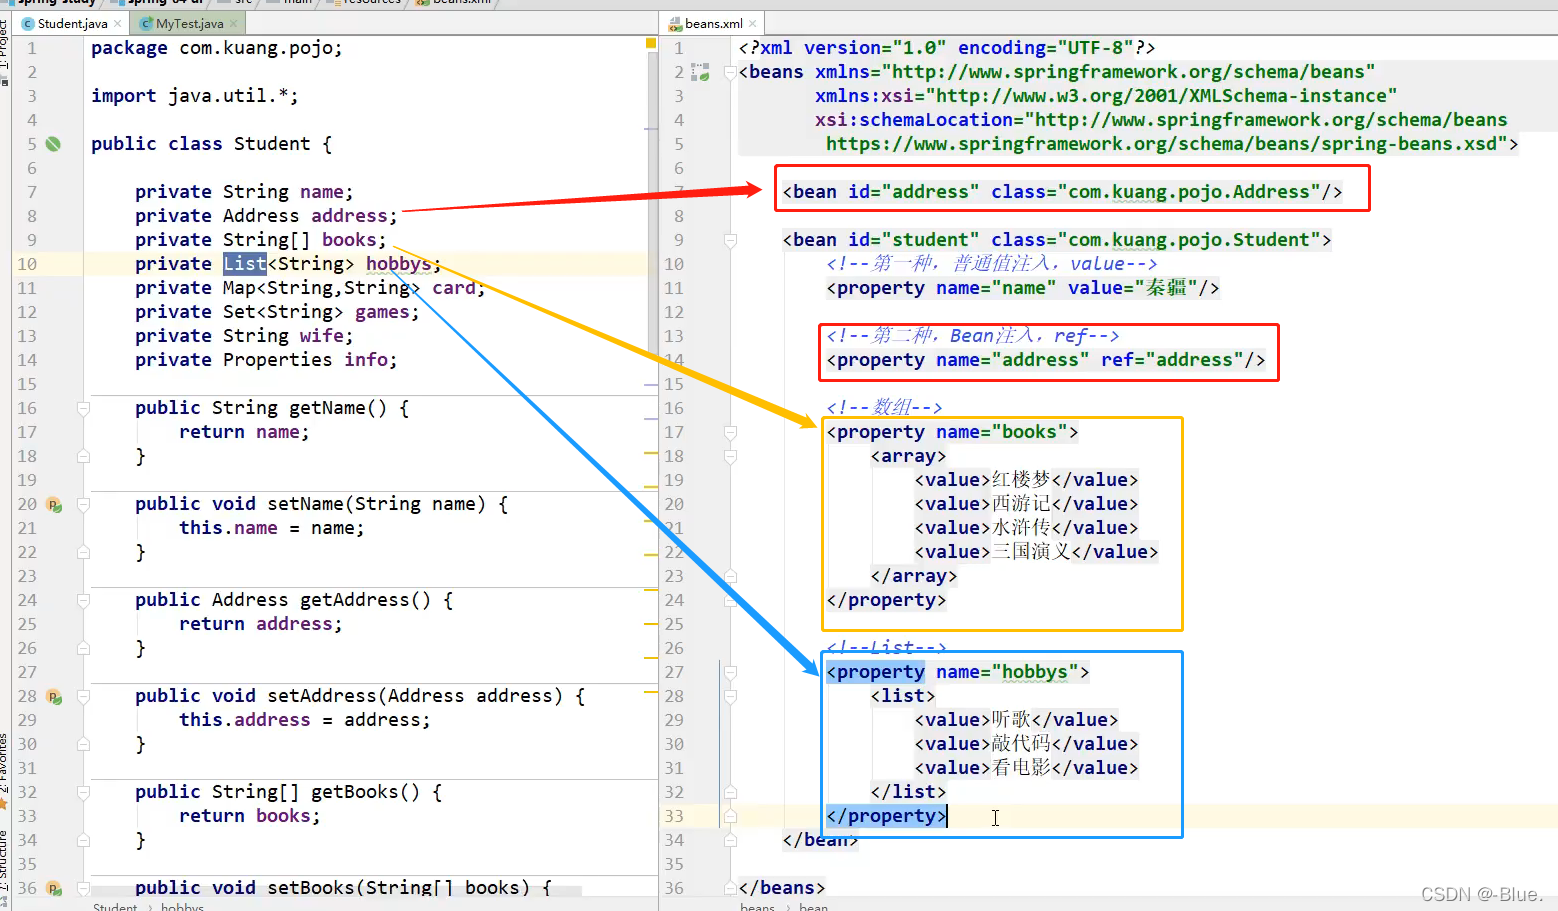 spring-study
spring-04-di
src
main
resources
beans.xml
Student.java
MyTest.java
beans.xml
1: Project
2: Favorites
7: Structure
1 package com.kuang.pojo;
2
3 import java.util.*;
4
5 public class Student {
6
7 private String name;
8 private Address address;
9 private String[] books;
10 private List<String> hobbys;
11 private Map<String,String> card;
12 private Set<String> games;
13 private String wife;
14 private Properties info;
15
16 public String getName() {
17 return name;
18 }
19
20 public void setName(String name) {
21 this.name = name;
22 }
23
24 public Address getAddress() {
25 return address;
26 }
27
28 public void setAddress(Address address) {
29 this.address = address;
30 }
31
32 public String[] getBooks() {
33 return books;
34 }
35
36 public void setBooks(String[] books) {
Student > hobbys
1 <?xml version="1.0" encoding="UTF-8"?>
2 <beans xmlns="http://www.springframework.org/schema/beans"
3 xmlns:xsi="http://www.w3.org/2001/XMLSchema-instance"
4 xsi:schemaLocation="http://www.springframework.org/schema/beans
5 https://www.springframework.org/schema/beans/spring-beans.xsd">
6
7 <bean id="address" class="com.kuang.pojo.Address"/>
8
9 <bean id="student" class="com.kuang.pojo.Student">
10 <!--第一种，普通值注入，value-->
11 <property name="name" value="秦疆"/>
12
13 <!--第二种，Bean注入，ref-->
14 <property name="address" ref="address"/>
15
16 <!--数组-->
17 <property name="books">
18 <array>
19 <value>红楼梦</value>
20 <value>西游记</value>
21 <value>水浒传</value>
22 <value>三国演义</value>
23 </array>
24 </property>
25
26 <!--List-->
27 <property name="hobbys">
28 <list>
29 <value>听歌</value>
30 <value>敲代码</value>
31 <value>看电影</value>
32 </list>
33 </property>
34 </bean>
35
36 </beans>
beans > bean
CSDN @-Blue.